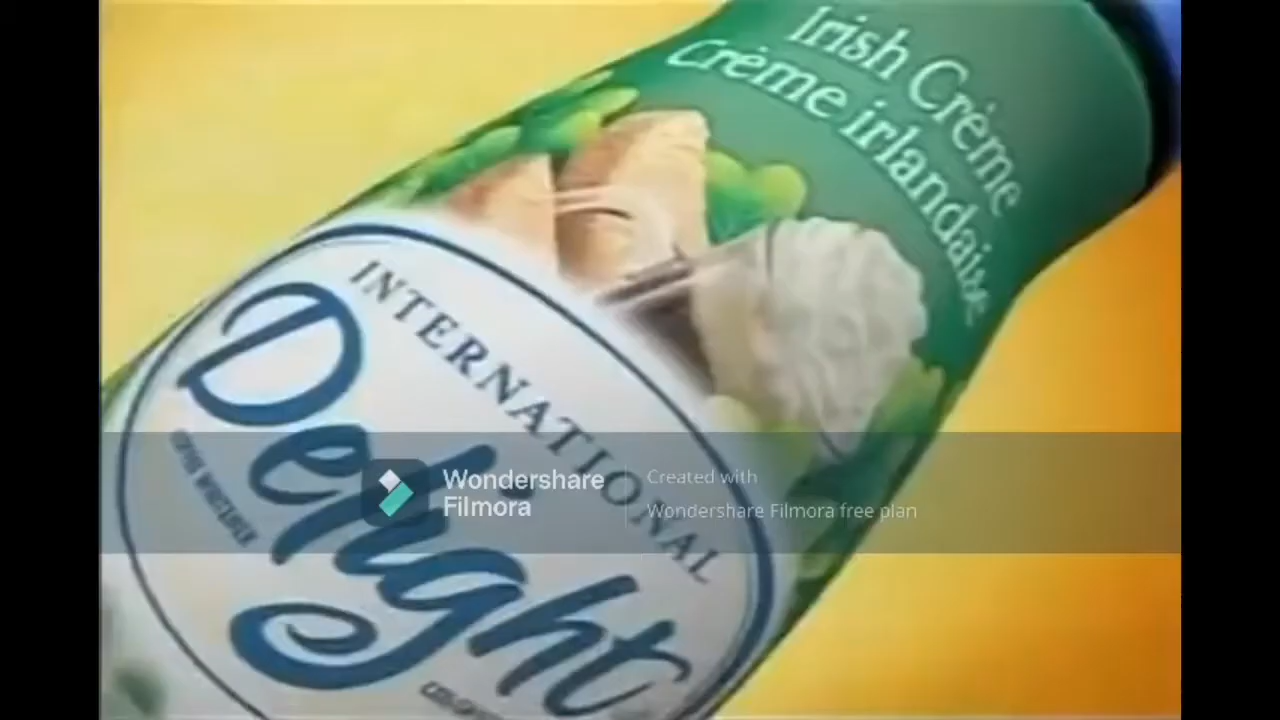 Irish Crème
Crème irlandaise
INTERNATIONAL
Delight
Wondershare
Filmora
Created with
Wondershare Filmora free plan